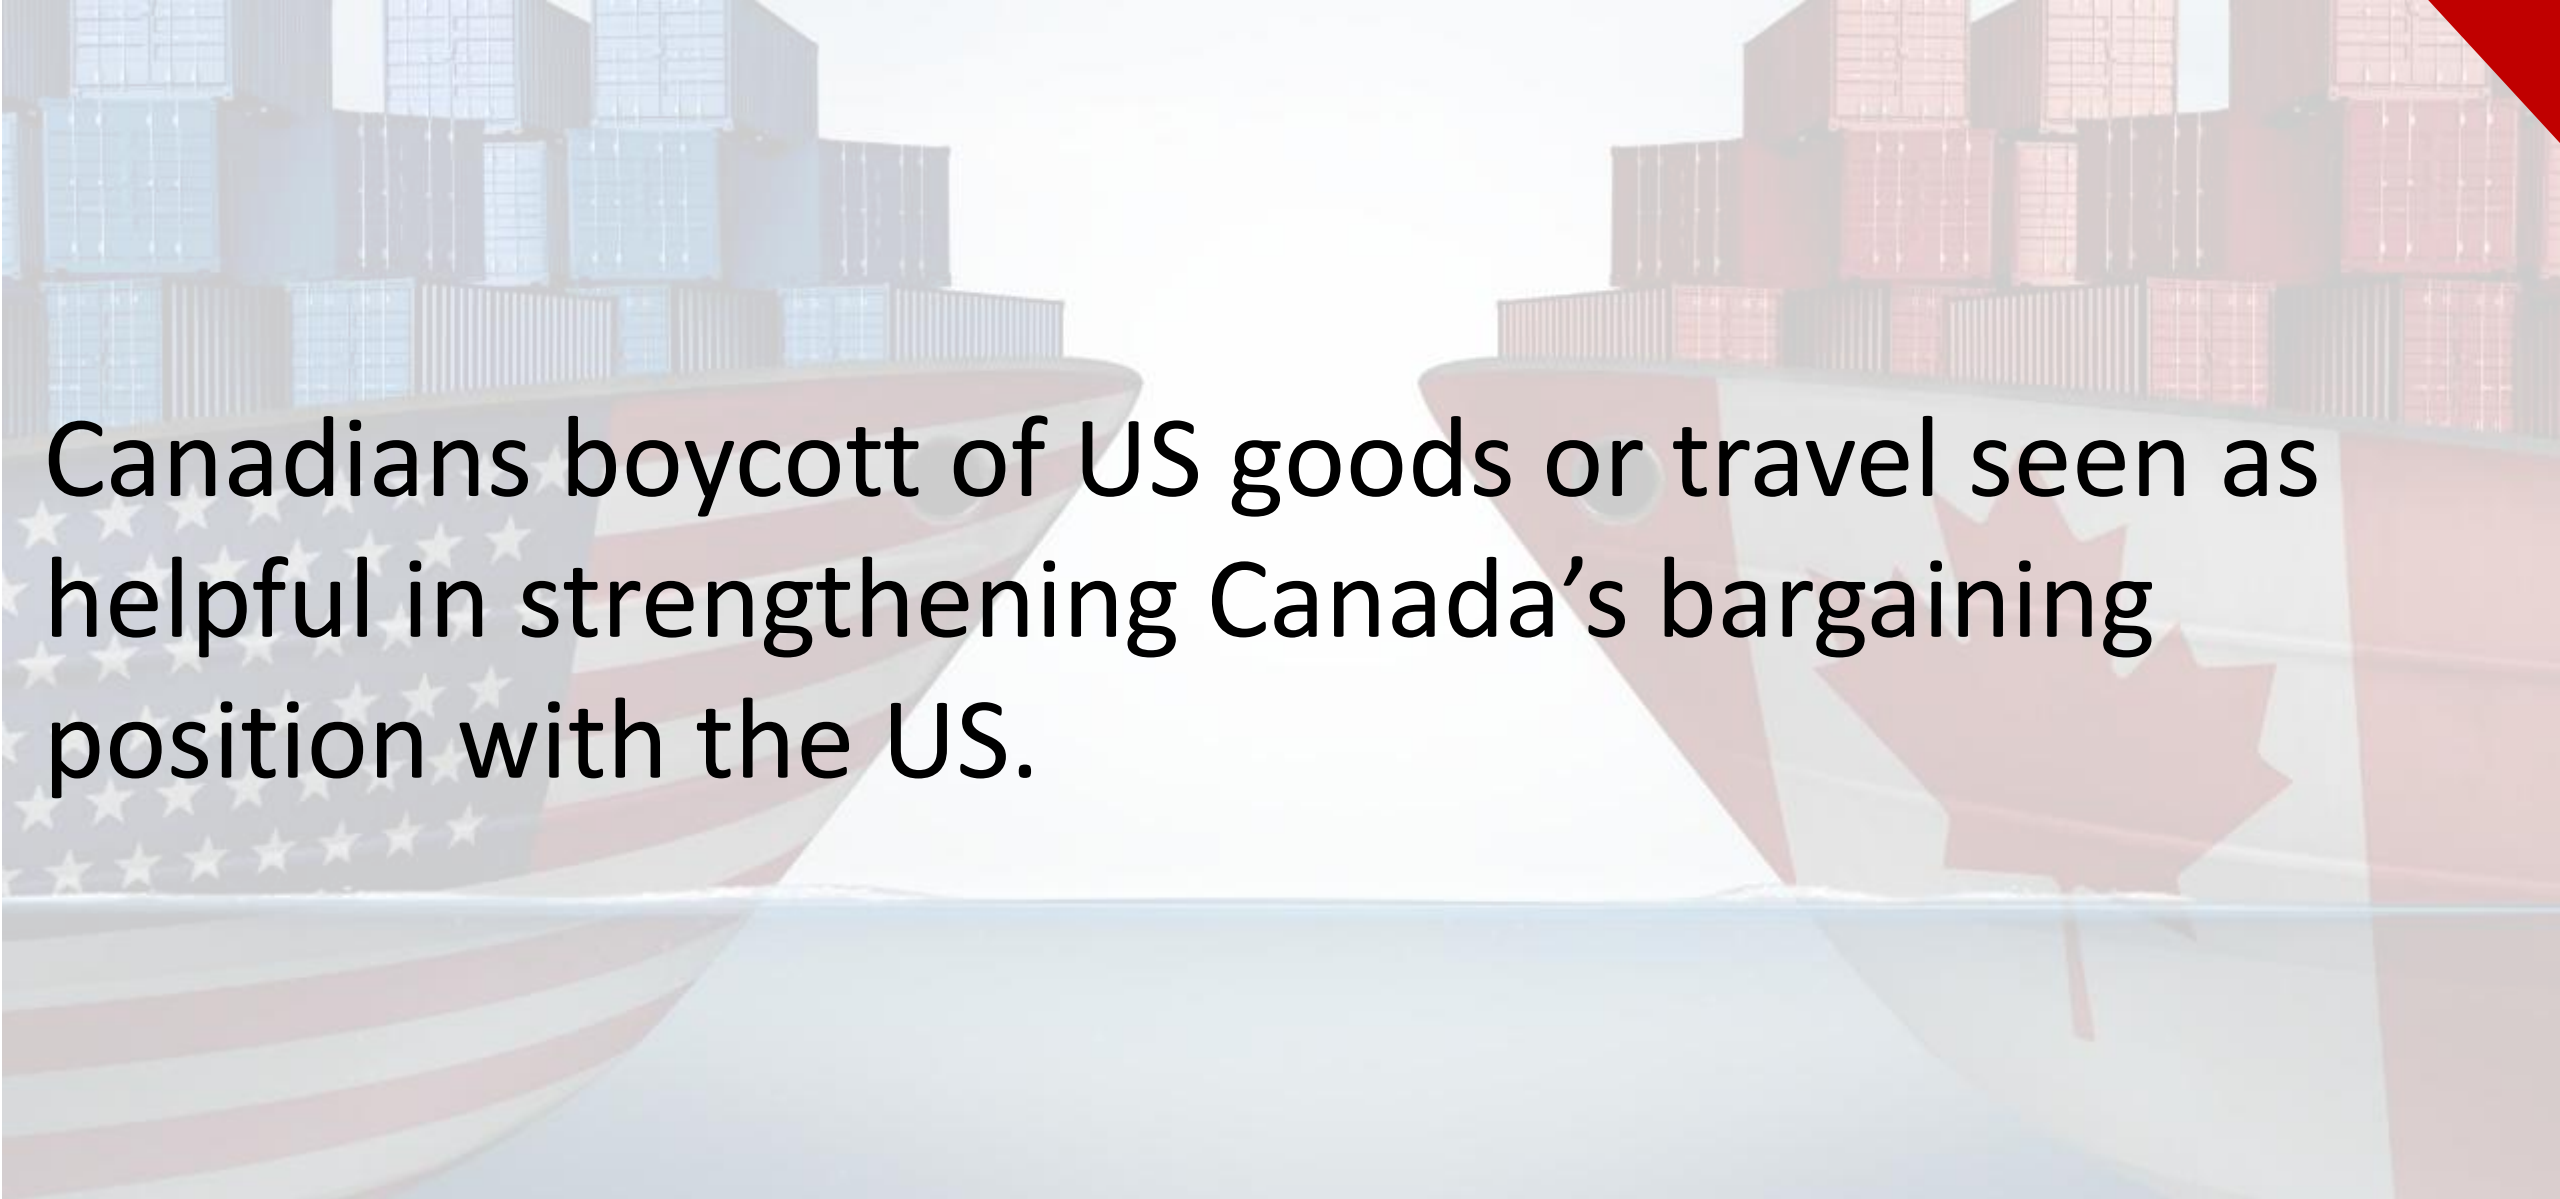 Canadians boycott of US goods or travel seen as
helpful in strengthening Canada’s bargaining
position with the US.